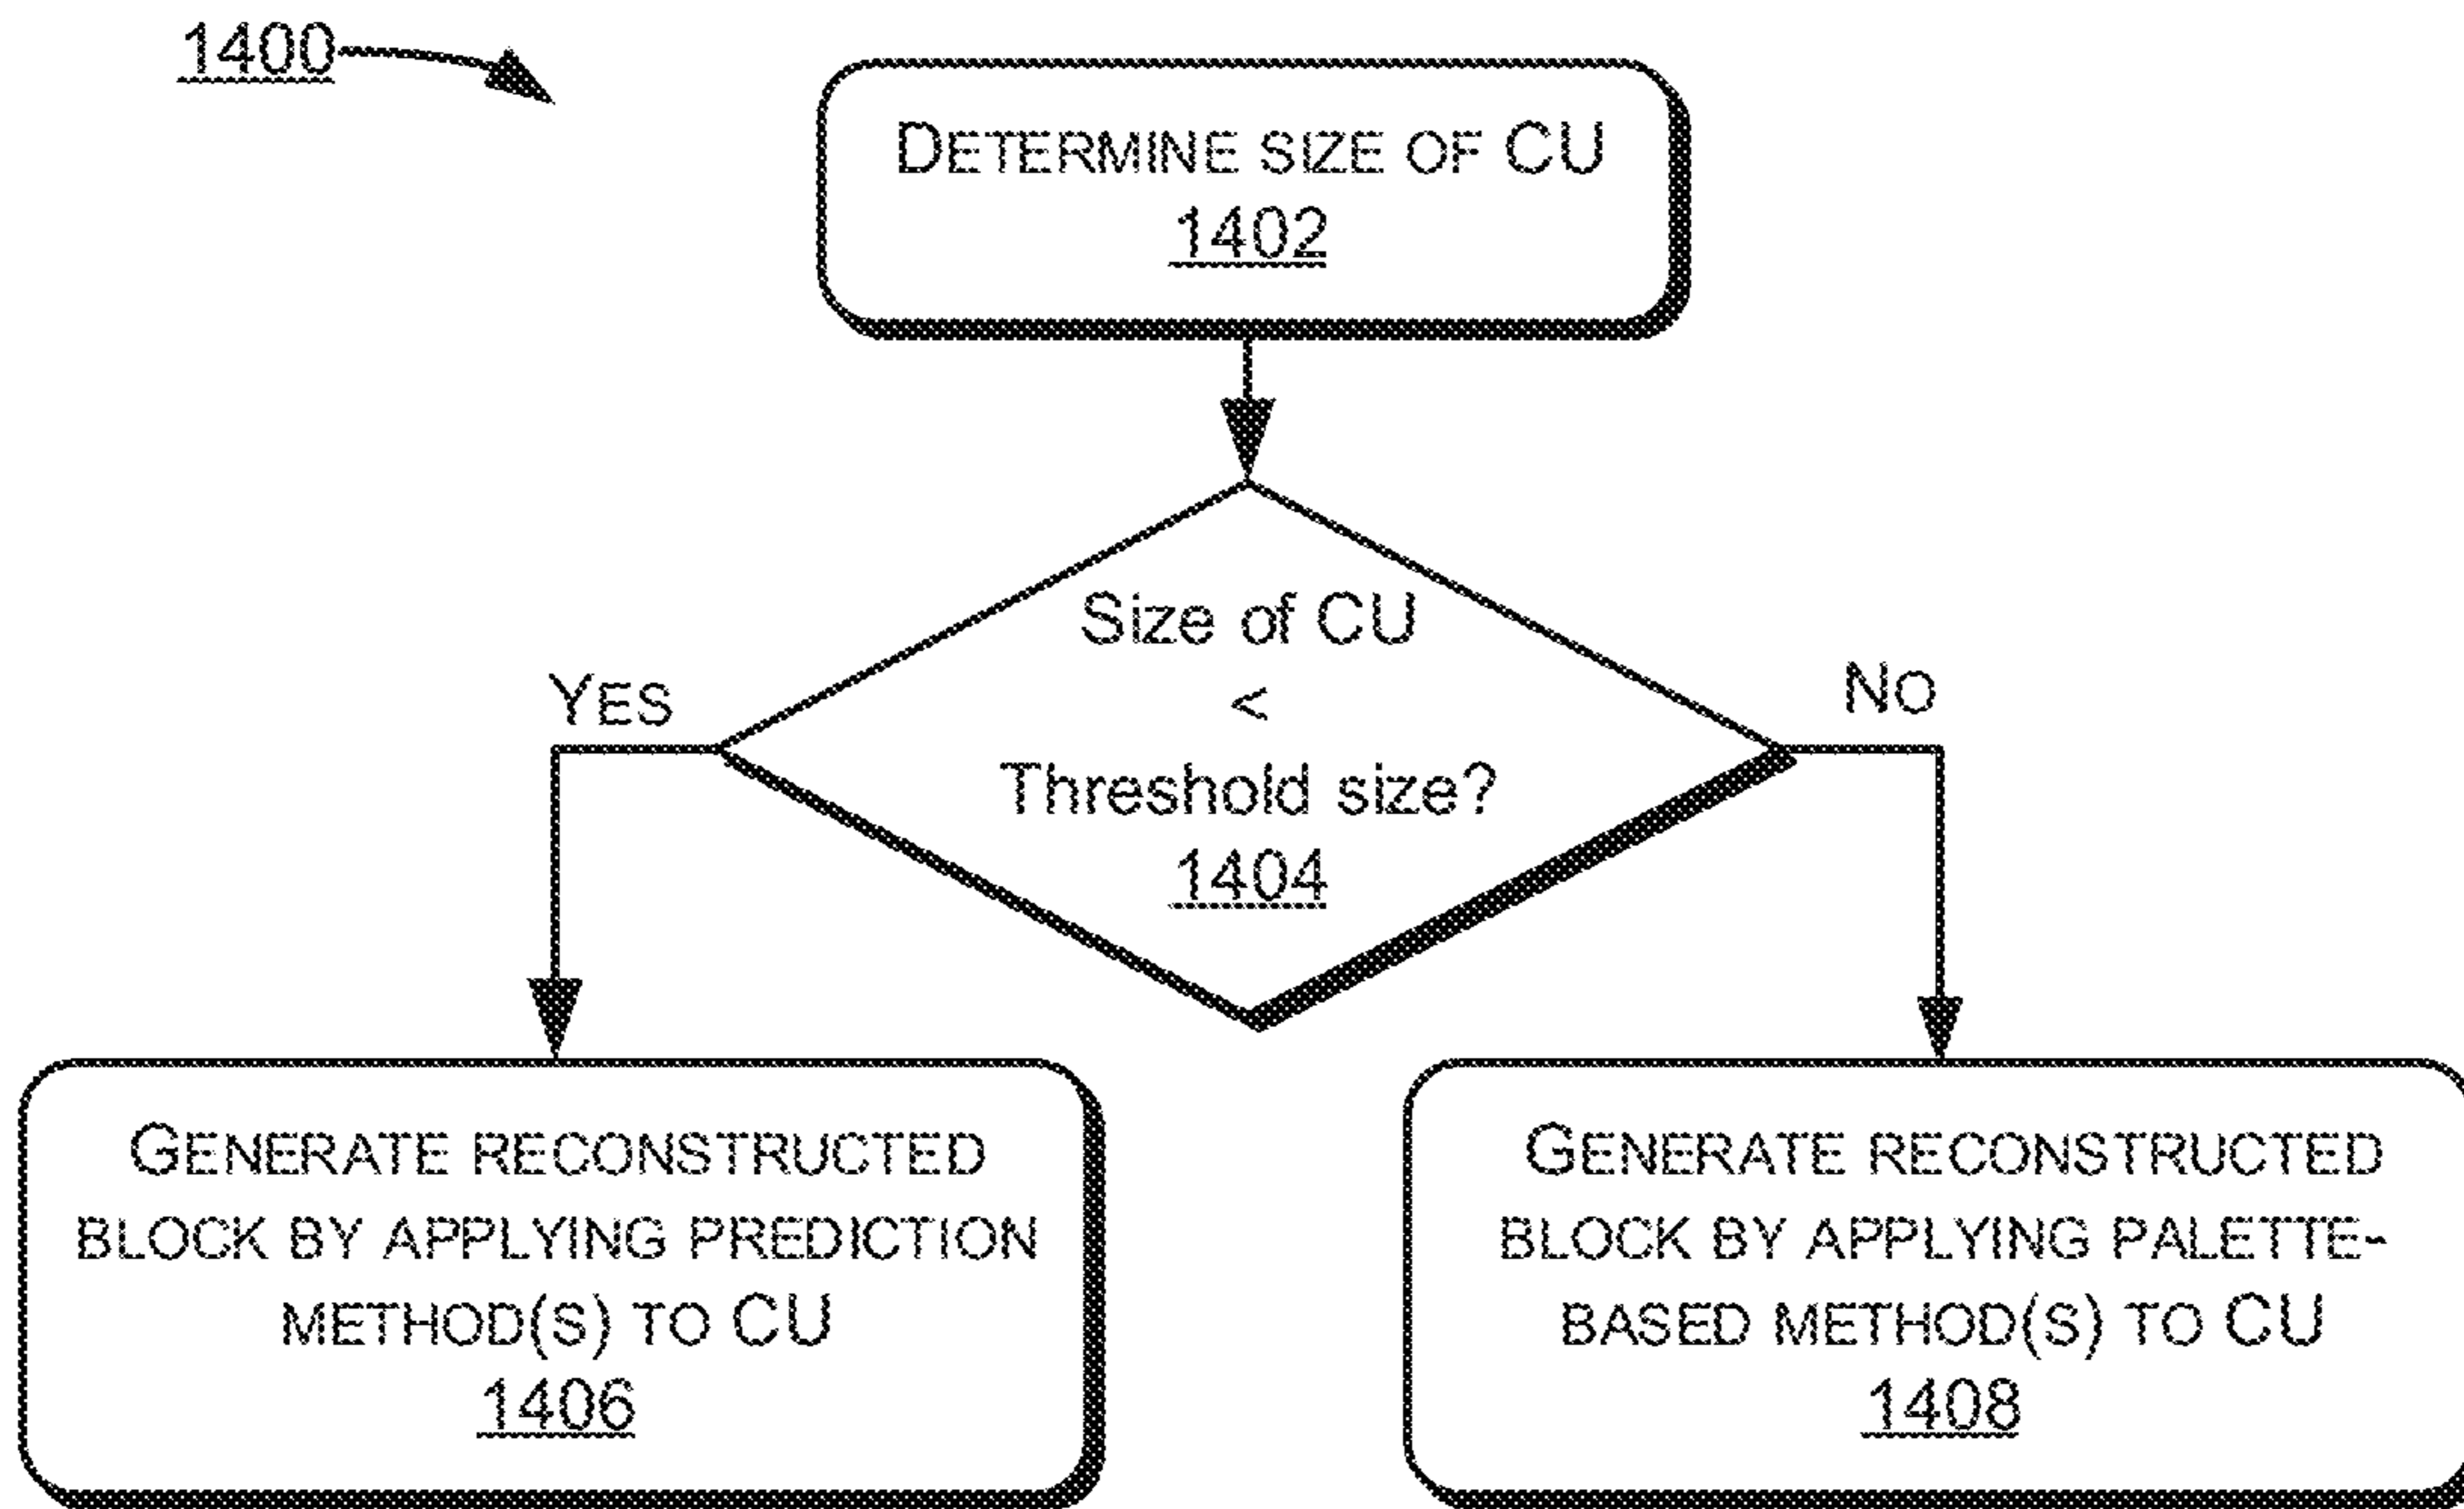 1400
DETERMINE SIZE OF CU
1402
Size of CU
<
Threshold size?
1404
YES
NO
GENERATE RECONSTRUCTED
BLOCK BY APPLYING PREDICTION
METHOD(S) TO CU
1406
GENERATE RECONSTRUCTED
BLOCK BY APPLYING PALETTE-
BASED METHOD(S) TO CU
1408